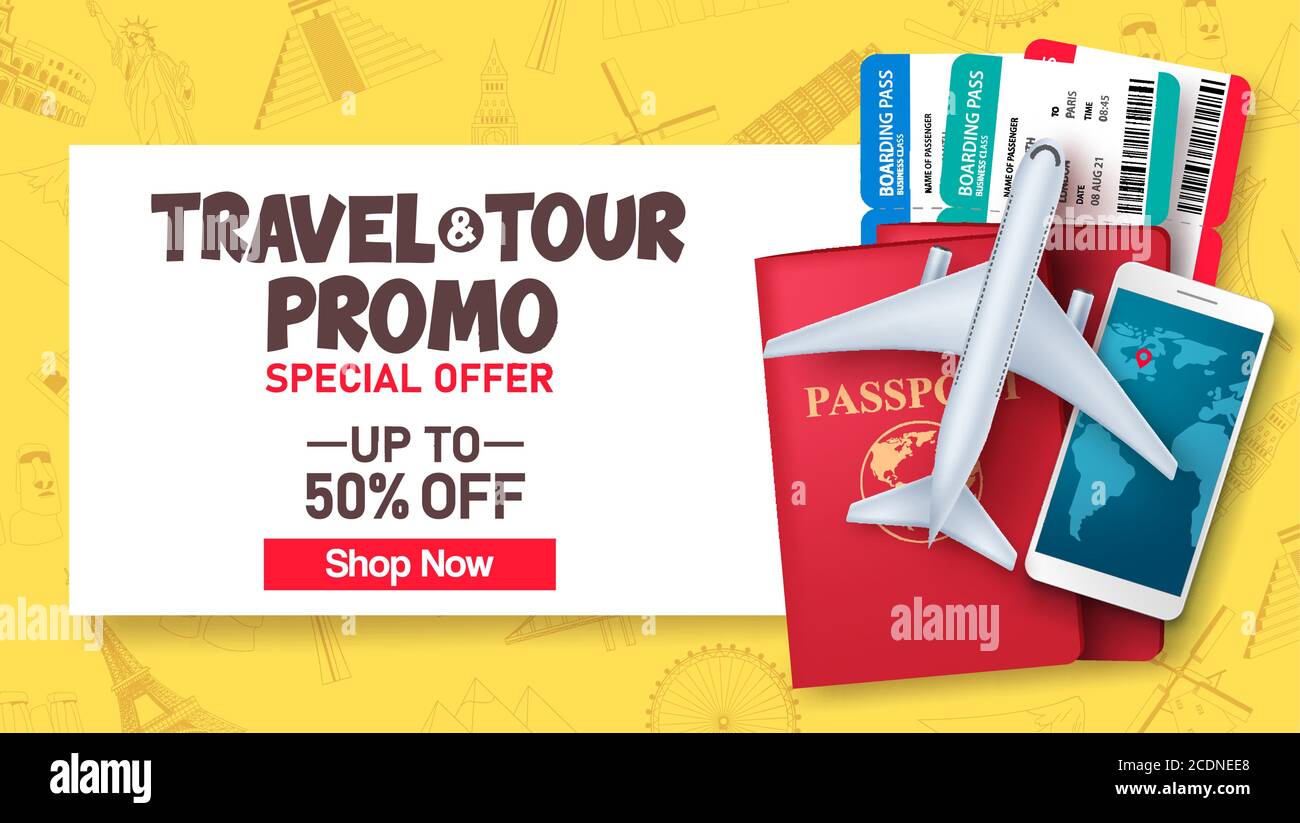 TRAVEL & TOUR
PROMO
SPECIAL OFFER
—UP TO—
50% OFF
Shop Now
BOARDING PASS
BUSINESS CLASS
NAME OF PASSENGER
BOARDING PASS
BUSINESS CLASS
NAME OF PASSENGER
LONDON
TO
PARIS
DATE
TIME
08 AUG 21
08:45
PASSPORT
alamy
alamy
Image ID: 2CDNEE8
www.alamy.com